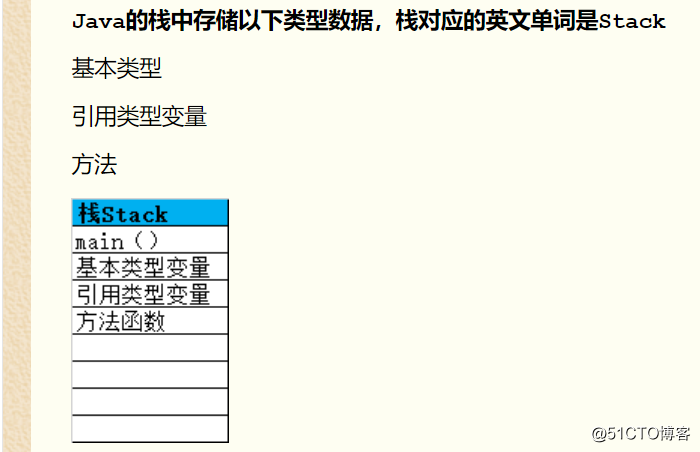 Java的栈中存储以下类型数据，栈对应的英文单词是Stack
基本类型
引用类型变量
方法
栈Stack
main（）
基本类型变量
引用类型变量
方法函数
@51CTO博客